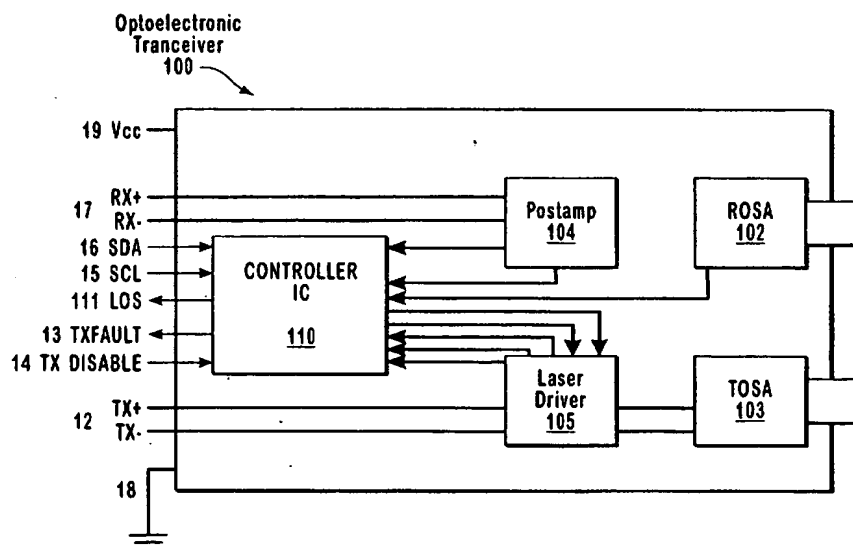 Optoelectronic
Tranceiver
100
19 Vcc
17 RX+
RX-
16 SDA
15 SCL
111 LOS
13 TXFAULT
14 TX DISABLE
12 TX+
TX-
18
CONTROLLER
IC
110
Postamp
104
ROSA
102
Laser
Driver
105
TOSA
103